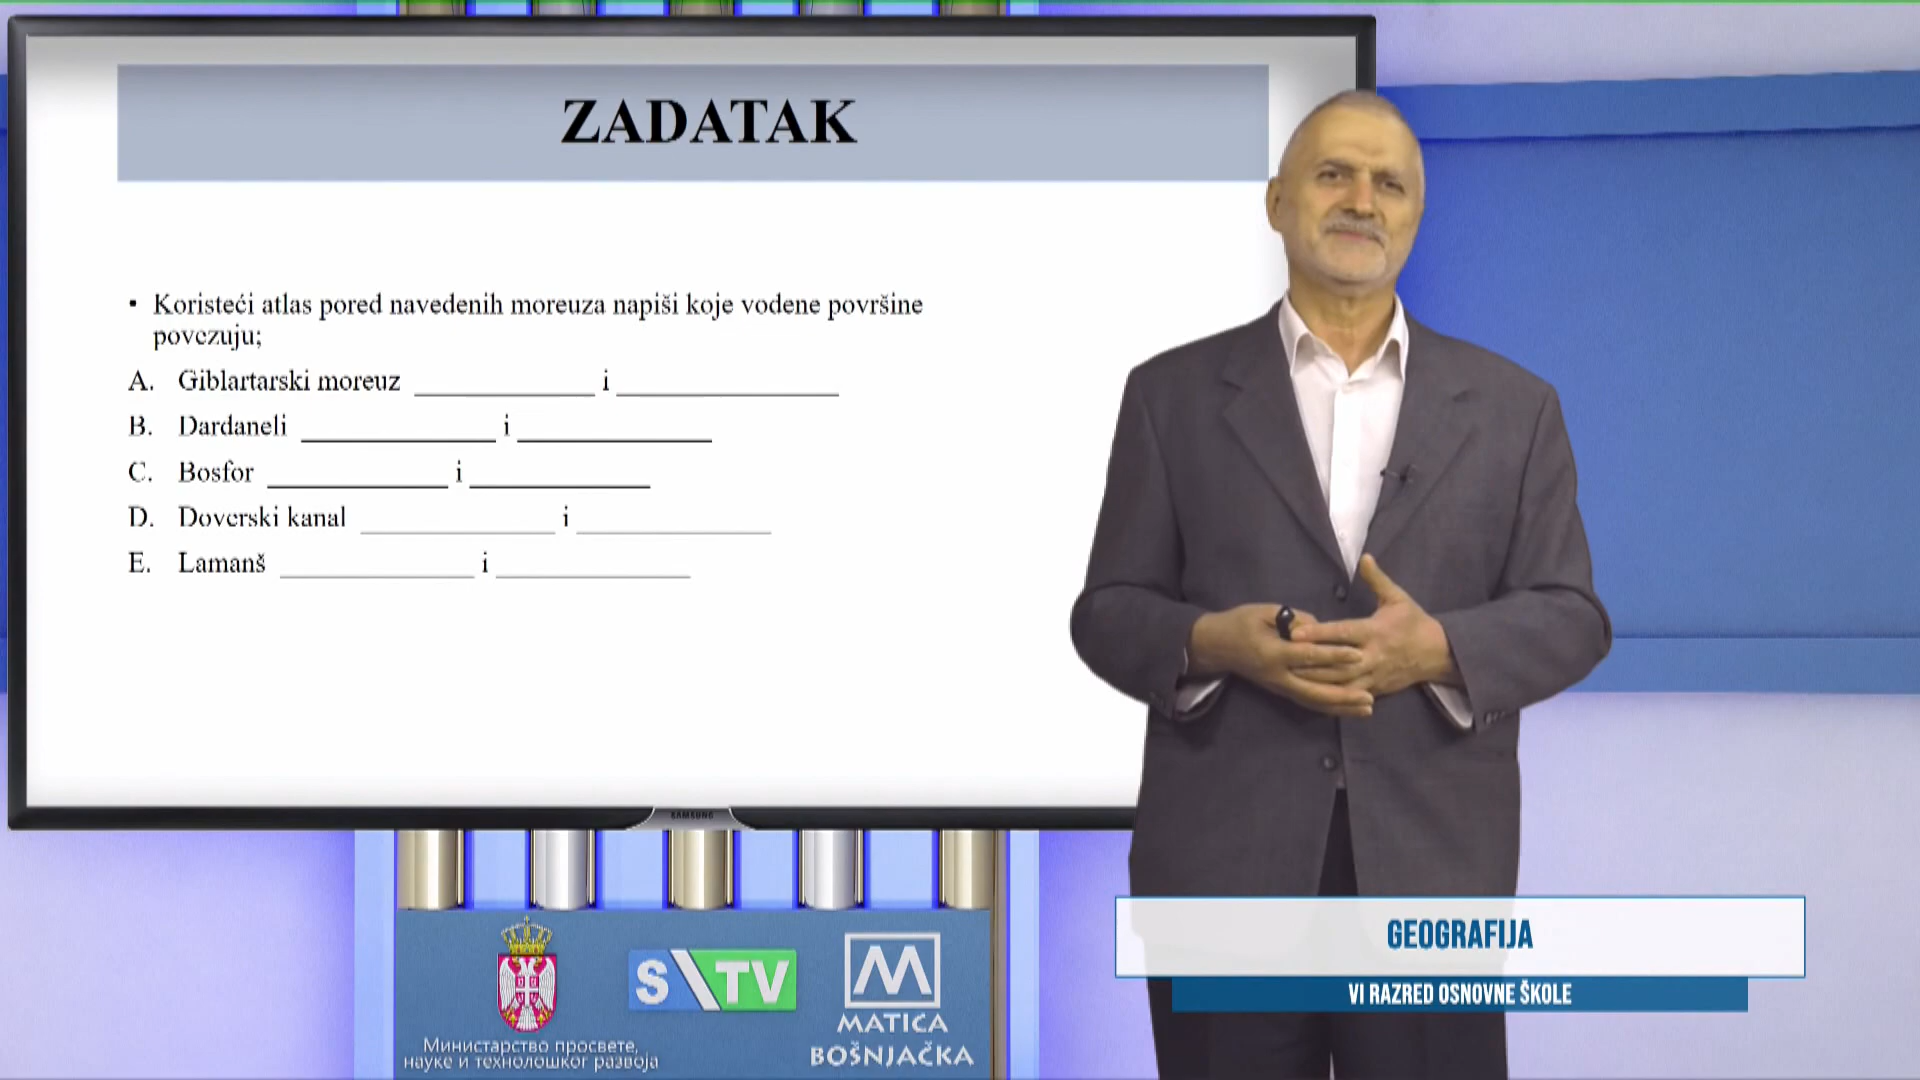 ZADATAK
• Koristeći atlas pored navedenih moreuza napiši koje vodene površine
povezuju;
A. Giblartarski moreuz ____________ i _______________
B. Dardaneli _____________ i _____________
C. Bosfor ____________ i ____________
D. Doverski kanal _____________ i _____________
E. Lamanš _____________ i _____________
SAMSUNG
GEOGRAFIJA
VI RAZRED OSNOVNE ŠKOLE
S TV
M
MATICA
BOŠNJAČKA
Министарство просвете,
науке и технолошког развоја